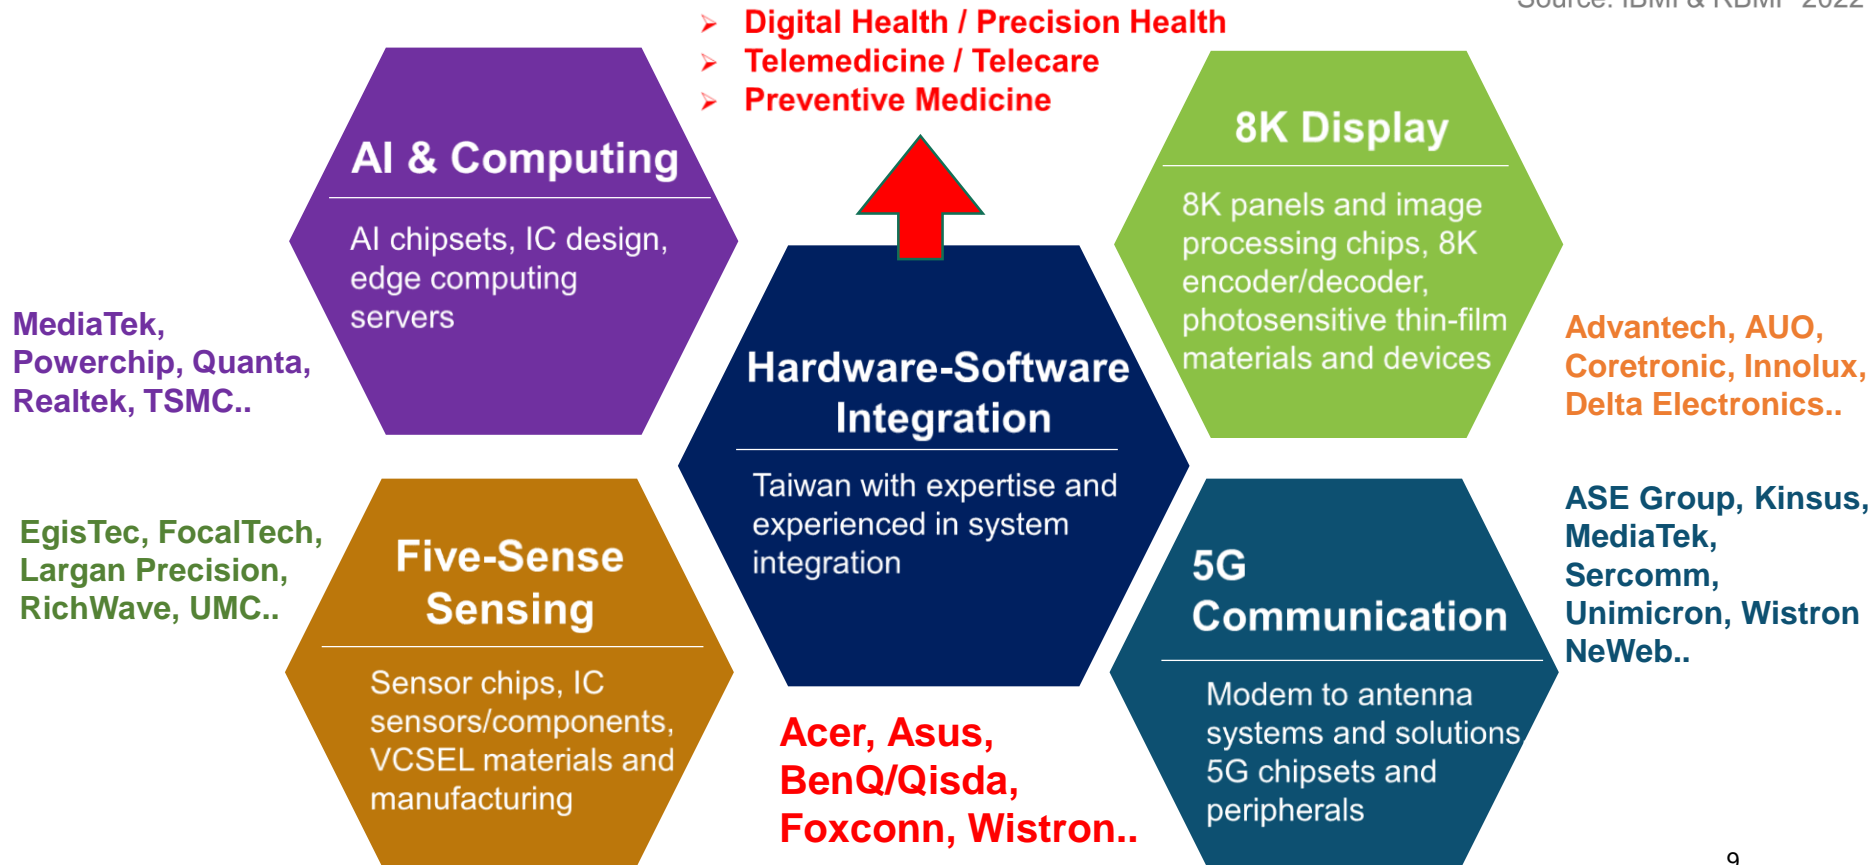 Source: IBMI & RBMP 2022
➢ Digital Health / Precision Health
➢ Telemedicine / Telecare
➢ Preventive Medicine
AI & Computing
AI chipsets, IC design,
edge computing
servers
MediaTek,
Powerchip, Quanta,
Realtek, TSMC..
8K Display
8K panels and image
processing chips, 8K
encoder/decoder,
photosensitive thin-film
materials and devices
Advantech, AUO,
Coretronic, Innolux,
Delta Electronics..
Hardware-Software
Integration
Taiwan with expertise and
experienced in system
integration
Acer, Asus,
BenQ/Qisda,
Foxconn, Wistron..
EgisTec, FocalTech,
Largan Precision,
RichWave, UMC..
Five-Sense
Sensing
Sensor chips, IC
sensors/components,
VCSEL materials and
manufacturing
5G
Communication
Modem to antenna
systems and solutions
5G chipsets and
peripherals
ASE Group, Kinsus,
MediaTek,
Sercomm,
Unimicron, Wistron
NeWeb..
9